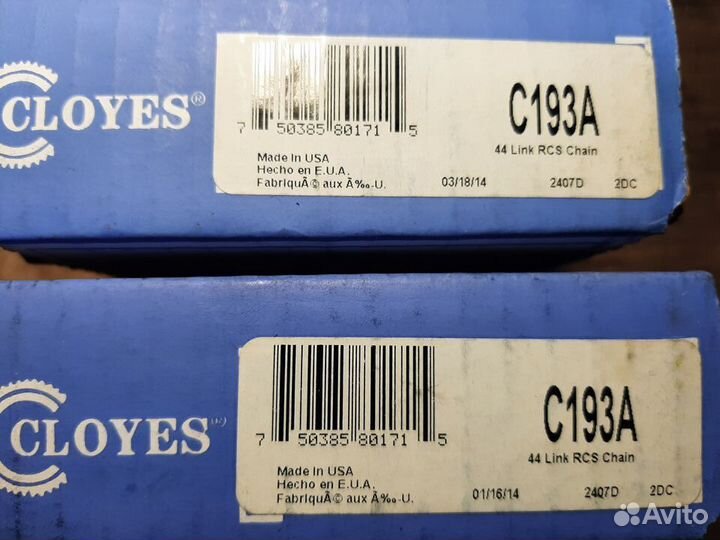 CLOYES®
C193A
7 50385 80171 5
44 Link RCS Chain
Made In USA
Hecho en E.U.A.
FabriquÃ© aux Ã‰-U.
03/18/14 2407D 2DC
CLOYES®
C193A
7 50385 80171 5
44 Link RCS Chain
Made In USA
Hecho en E.U.A.
FabriquÃ© aux Ã‰-U.
01/16/14 2407D 2DC
Avito